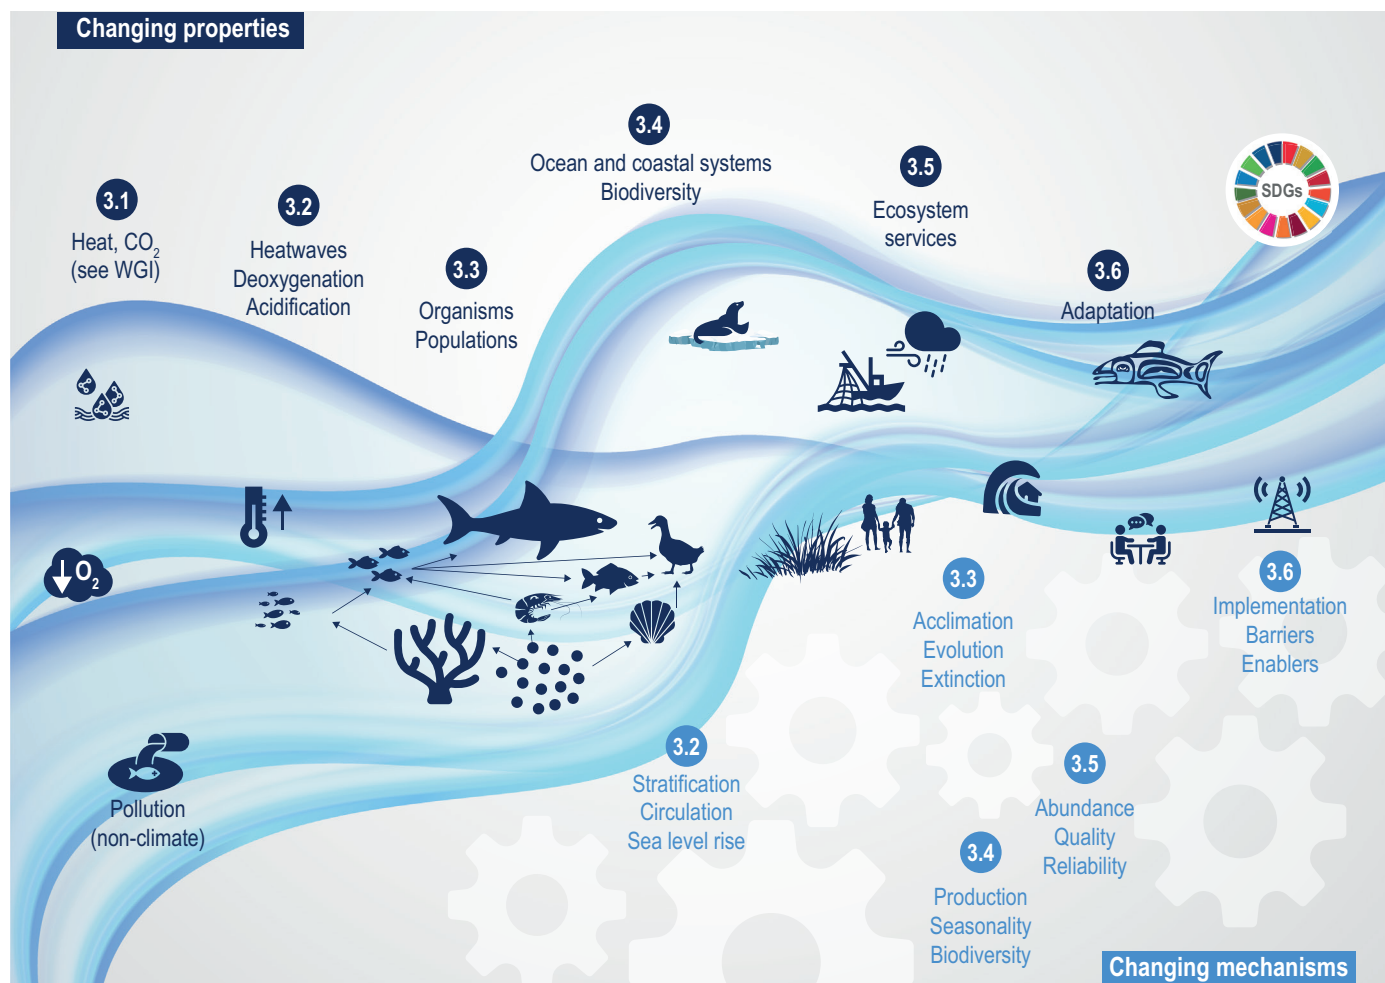 Changing properties
3.1
Heat, CO2
(see WGI)
3.2
Heatwaves
Deoxygenation
Acidification
3.3
Organisms
Populations
3.4
Ocean and coastal systems
Biodiversity
3.5
Ecosystem
services
3.6
Adaptation
SDGs
O2
Pollution
(non-climate)
3.2
Stratification
Circulation
Sea level rise
3.3
Acclimation
Evolution
Extinction
3.4
Production
Seasonality
Biodiversity
3.5
Abundance
Quality
Reliability
3.6
Implementation
Barriers
Enablers
Changing mechanisms